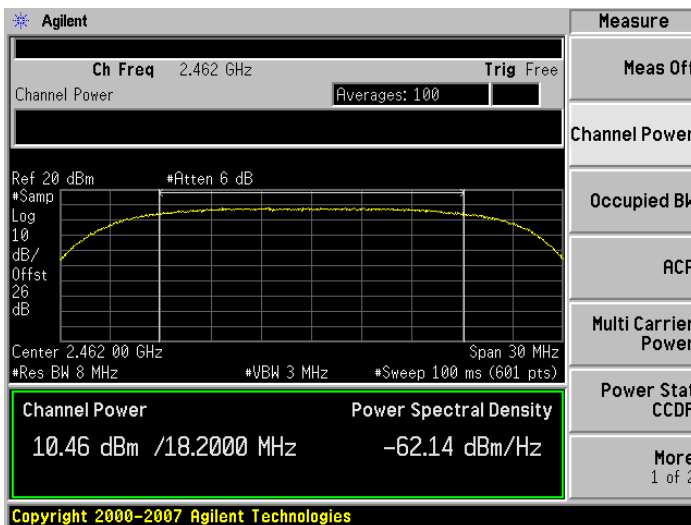 Agilent
Measure
Ch Freq 2.462 GHz Trig Free
Channel Power Averages: 100
Meas Off
Channel Power
Occupied BW
ACP
Multi Carrier
Power
Power Stat
CCDF
More
1 of 2
Ref 20 dBm #Atten 6 dB
#Samp
Log
10
dB/
Offst
26
dB
Center 2.462 00 GHz Span 30 MHz
#Res BW 8 MHz #VBW 3 MHz #Sweep 100 ms (601 pts)
Channel Power Power Spectral Density
10.46 dBm /18.2000 MHz -62.14 dBm/Hz
Copyright 2000-2007 Agilent Technologies